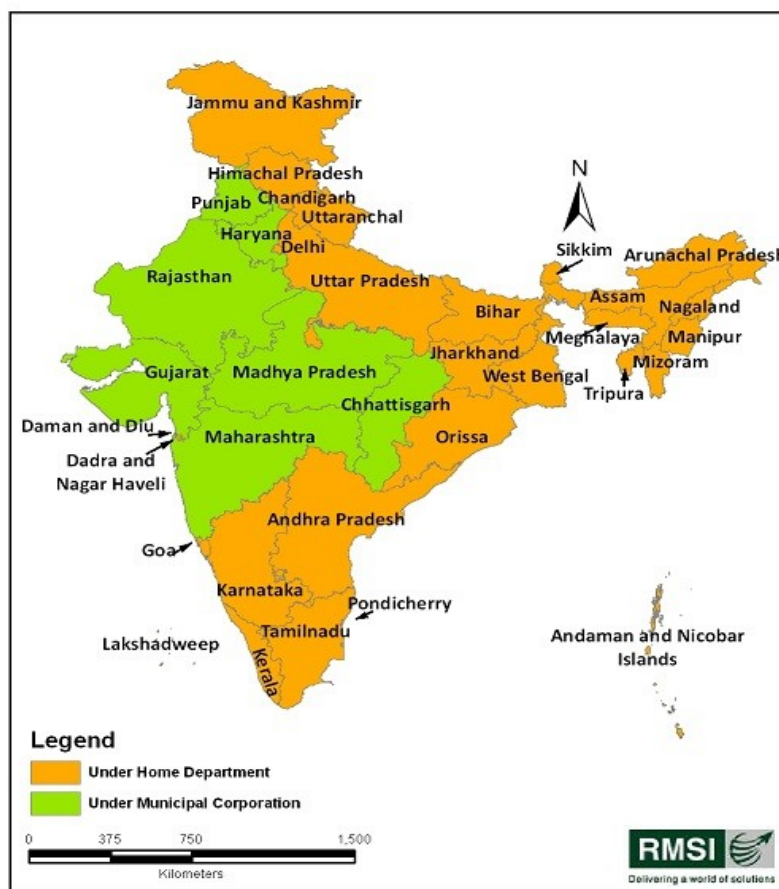 Jammu and Kashmir
Himachal Pradesh
Chandigarh
Punjab
Uttaranchal
Haryana
Delhi
N
Sikkim
Arunachal Pradesh
Rajasthan
Uttar Pradesh
Assam
Nagaland
Bihar
Meghalaya
Manipur
Jharkhand
Mizoram
Gujarat
Madhya Pradesh
West Bengal
Tripura
Chhattisgarh
Daman and Diu
Maharashtra
Orissa
Dadra and
Nagar Haveli
Andhra Pradesh
Goa
Karnataka
Pondicherry
Tamilnadu
Lakshadweep
Kerala
Andaman and Nicobar
Islands
Legend
Under Home Department
Under Municipal Corporation
0 375 750 1,500
Kilometers
RMSI
Delivering a world of solutions